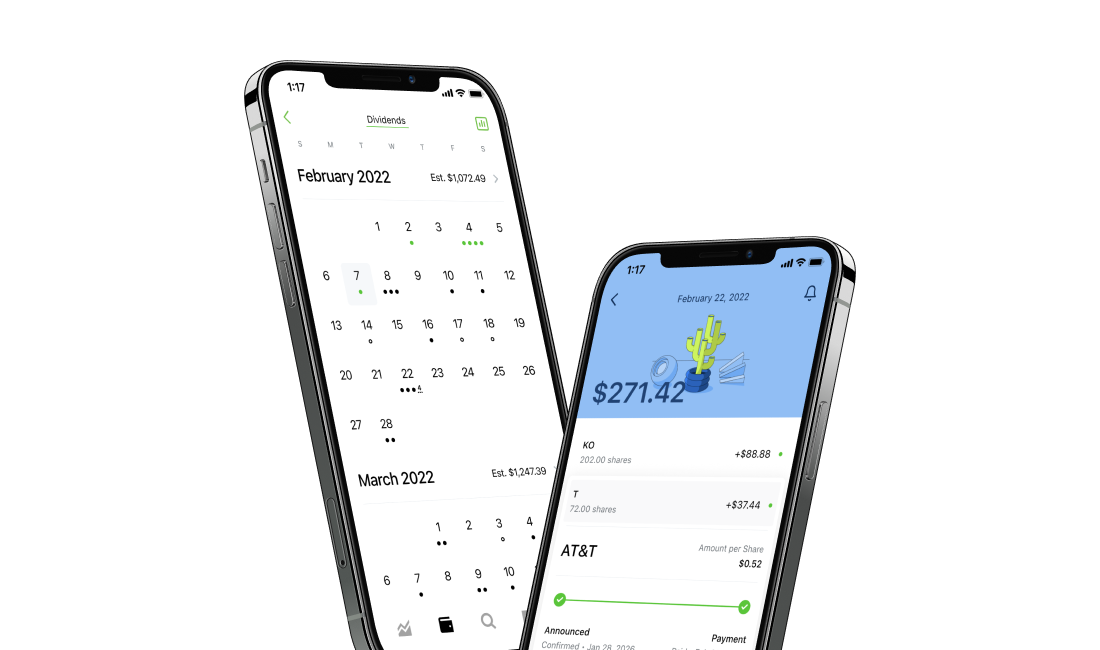 1:17
Dividends
S M T W T F S
February 2022 Est. $1,072.49
1 2 3 4 5
6 7 8 9 10 11 12
13 14 15 16 17 18 19
20 21 22 23 24 25 26
4
27 28
March 2022 Est. $1,247.39
1 2 3 4
6 7 8 9 10
1:17
February 22, 2022
$271.42
KO
202.00 shares +$88.88
T
72.00 shares +$37.44
AT&T
Amount per Share
$0.52
Announced Payment
Confirmed • Jan 28, 2026